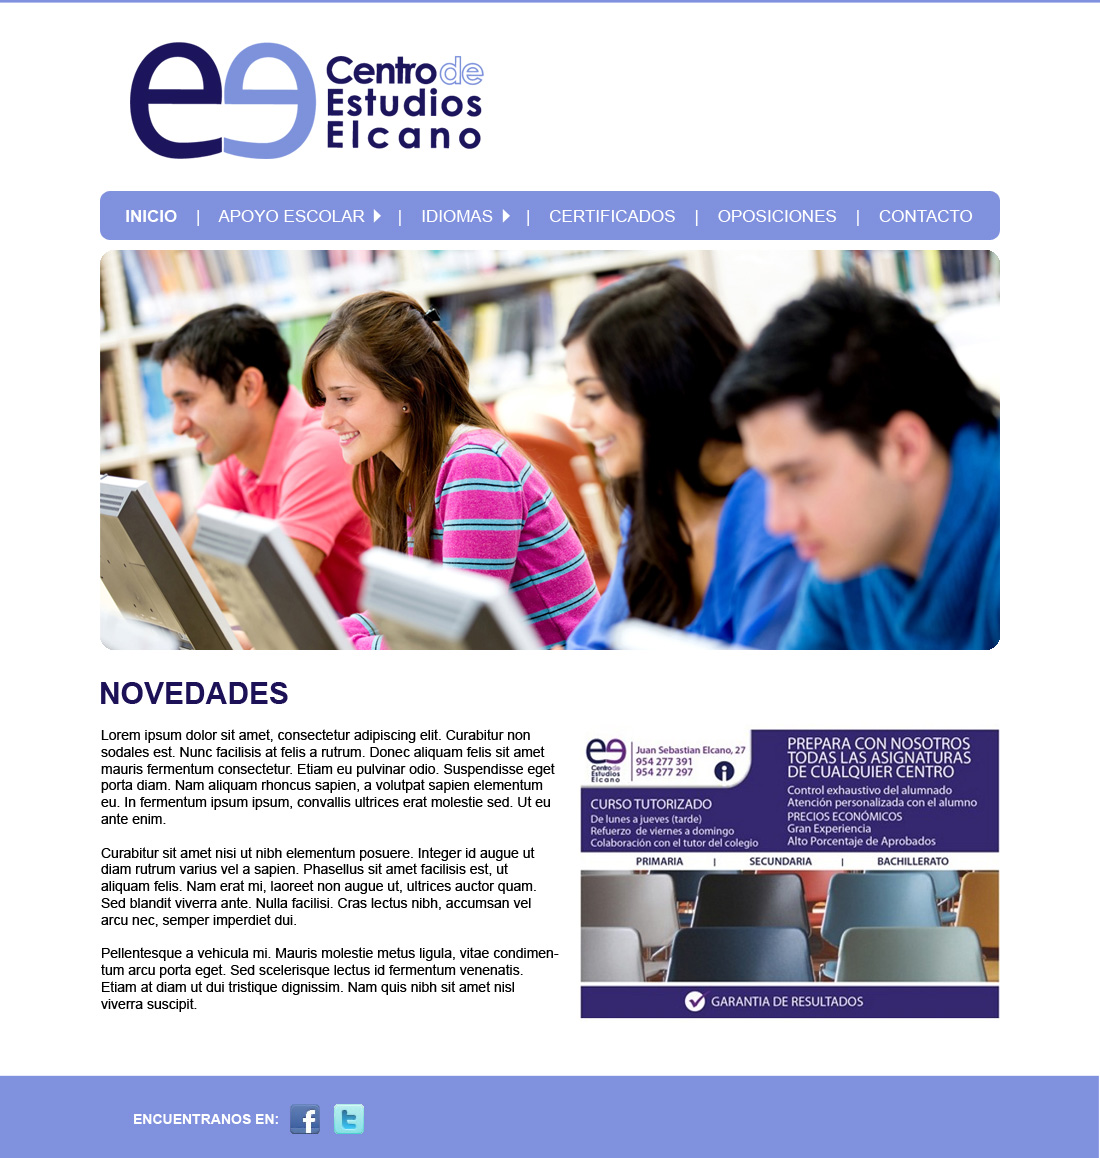 ee Centro de
Estudios
Elcano
INICIO | APOYO ESCOLAR | IDIOMAS | CERTIFICADOS | OPOSICIONES | CONTACTO
NOVEDADES
Lorem ipsum dolor sit amet, consectetur adipiscing elit. Curabitur non
sodales est. Nunc facilisis at felis a rutrum. Donec aliquam felis sit amet
mauris fermentum consectetur. Etiam eu pulvinar odio. Suspendisse eget
porta diam. Nam aliquam rhoncus sapien, a volutpat sapien elementum
eu. In fermentum ipsum ipsum, convallis ultrices erat molestie sed. Ut eu
ante enim.
Curabitur sit amet nisi ut nibh elementum posuere. Integer id augue ut
diam rutrum varius vel a sapien. Phasellus sit amet facilisis est, ut
aliquam felis. Nam erat mi, laoreet non augue ut, ultrices auctor quam.
Sed blandit viverra ante. Nulla facilisi. Cras lectus nibh, accumsan vel
arcu nec, semper imperdiet dui.
Pellentesque a vehicula mi. Mauris molestie metus ligula, vitae condimen-
tum arcu porta eget. Sed scelerisque lectus id fermentum venenatis.
Etiam at diam ut dui tristique dignissim. Nam quis nibh sit amet nisl
viverra suscipit.
ee
Centro de
Estudios
Elcano
Juan Sebastian Elcano, 27
954 277 391
954 277 297
i
CURSO TUTORIZADO
De lunes a jueves (tarde)
Refuerzo de viernes a domingo
Colaboración con el tutor del colegio
PREPARA CON NOSOTROS
TODAS LAS ASIGNATURAS
DE CUALQUIER CENTRO
Control exhaustivo del alumnado
Atención personalizada con el alumno
PRECIOS ECONÓMICOS
Gran Experiencia
Alto Porcentaje de Aprobados
PRIMARIA | SECUNDARIA | BACHILLERATO
GARANTIA DE RESULTADOS
ENCUENTRANOS EN: f t